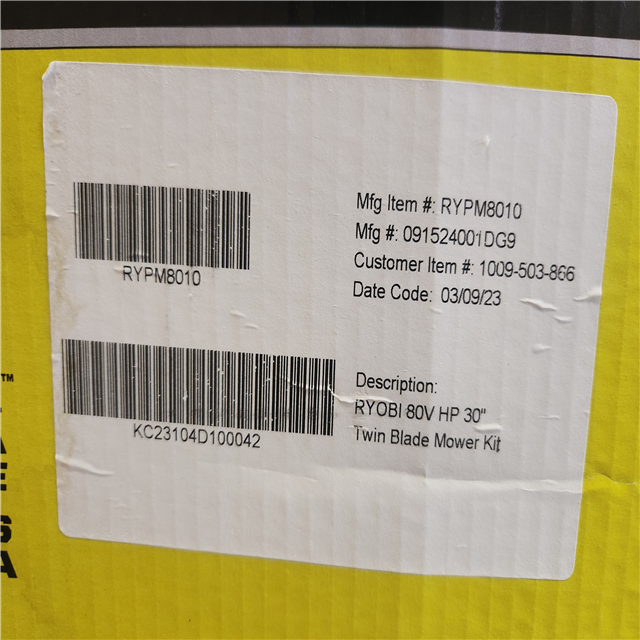 RYPM8010
KC23104D100042
Mfg Item #: RYPM8010
Mfg #: 091524001DG9
Customer Item #: 1009-503-866
Date Code: 03/09/23
Description:
RYOBI 80V HP 30"
Twin Blade Mower Kit
TM